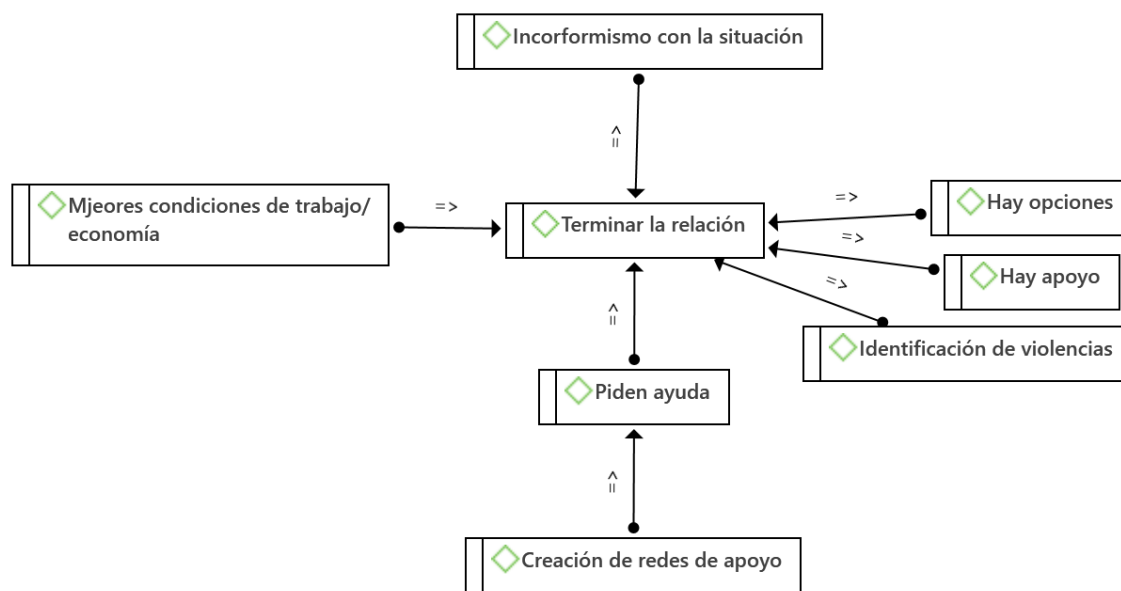 Incorformismo con la situación
=>
Mjeores condiciones de trabajo/
economía
=>
Terminar la relación
=>
Hay opciones
=>
Hay apoyo
=>
Identificación de violencias
=>
Piden ayuda
=>
Creación de redes de apoyo